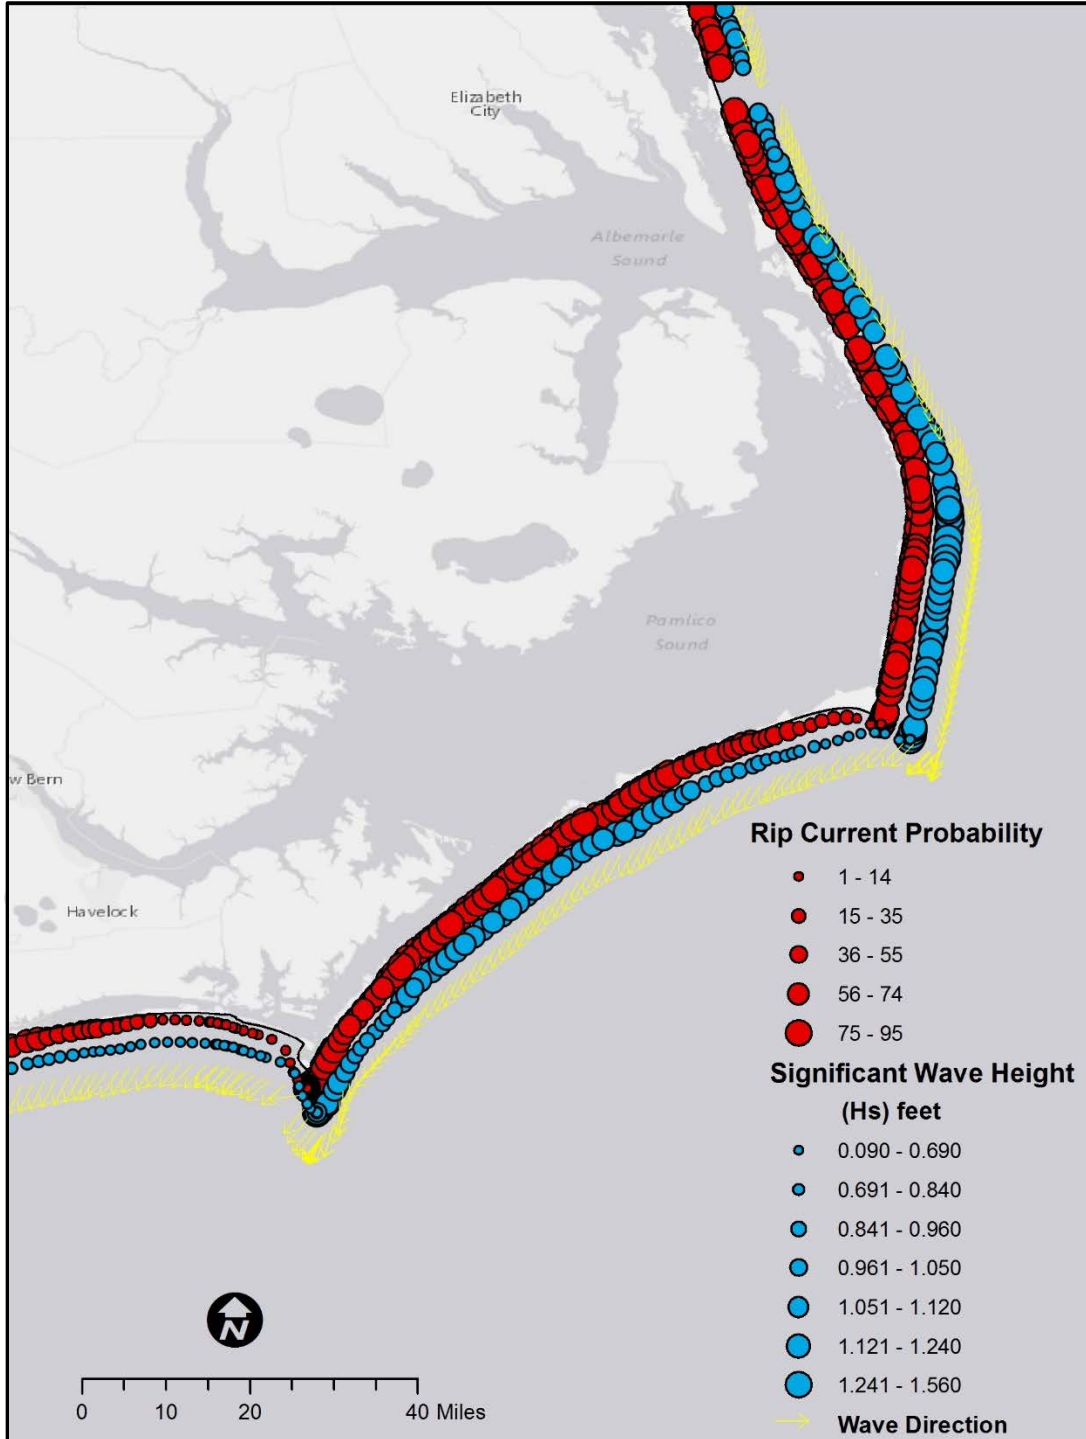 Elizabeth
City
Albemarle
Sound
Pamlico
Sound
w Bern
Havelock
Rip Current Probability
1 - 14
15 - 35
36 - 55
56 - 74
75 - 95
Significant Wave Height
(Hs) feet
0.090 - 0.690
0.691 - 0.840
0.841 - 0.960
0.961 - 1.050
1.051 - 1.120
1.121 - 1.240
1.241 - 1.560
Wave Direction
N
0 10 20 40 Miles